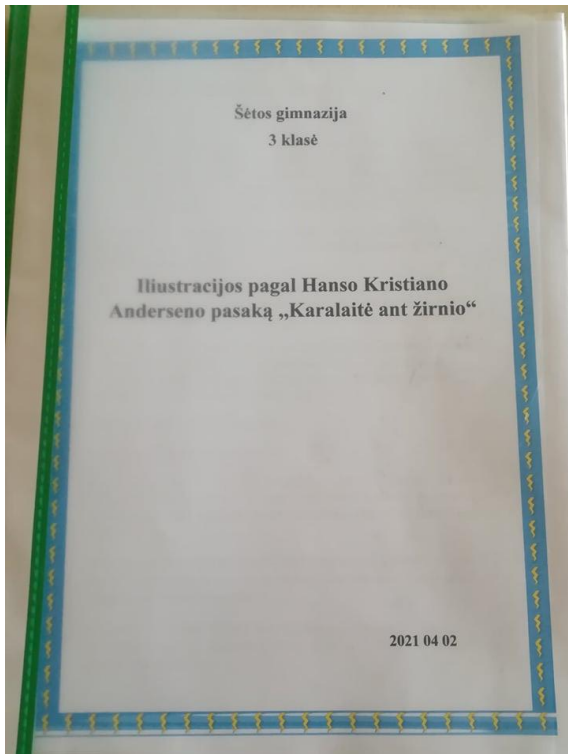 Šėtos gimnazija
3 klasė
Iliustracijos pagal Hanso Kristiano
Anderseno pasaką „Karalaitė ant žirnio“
2021 04 02